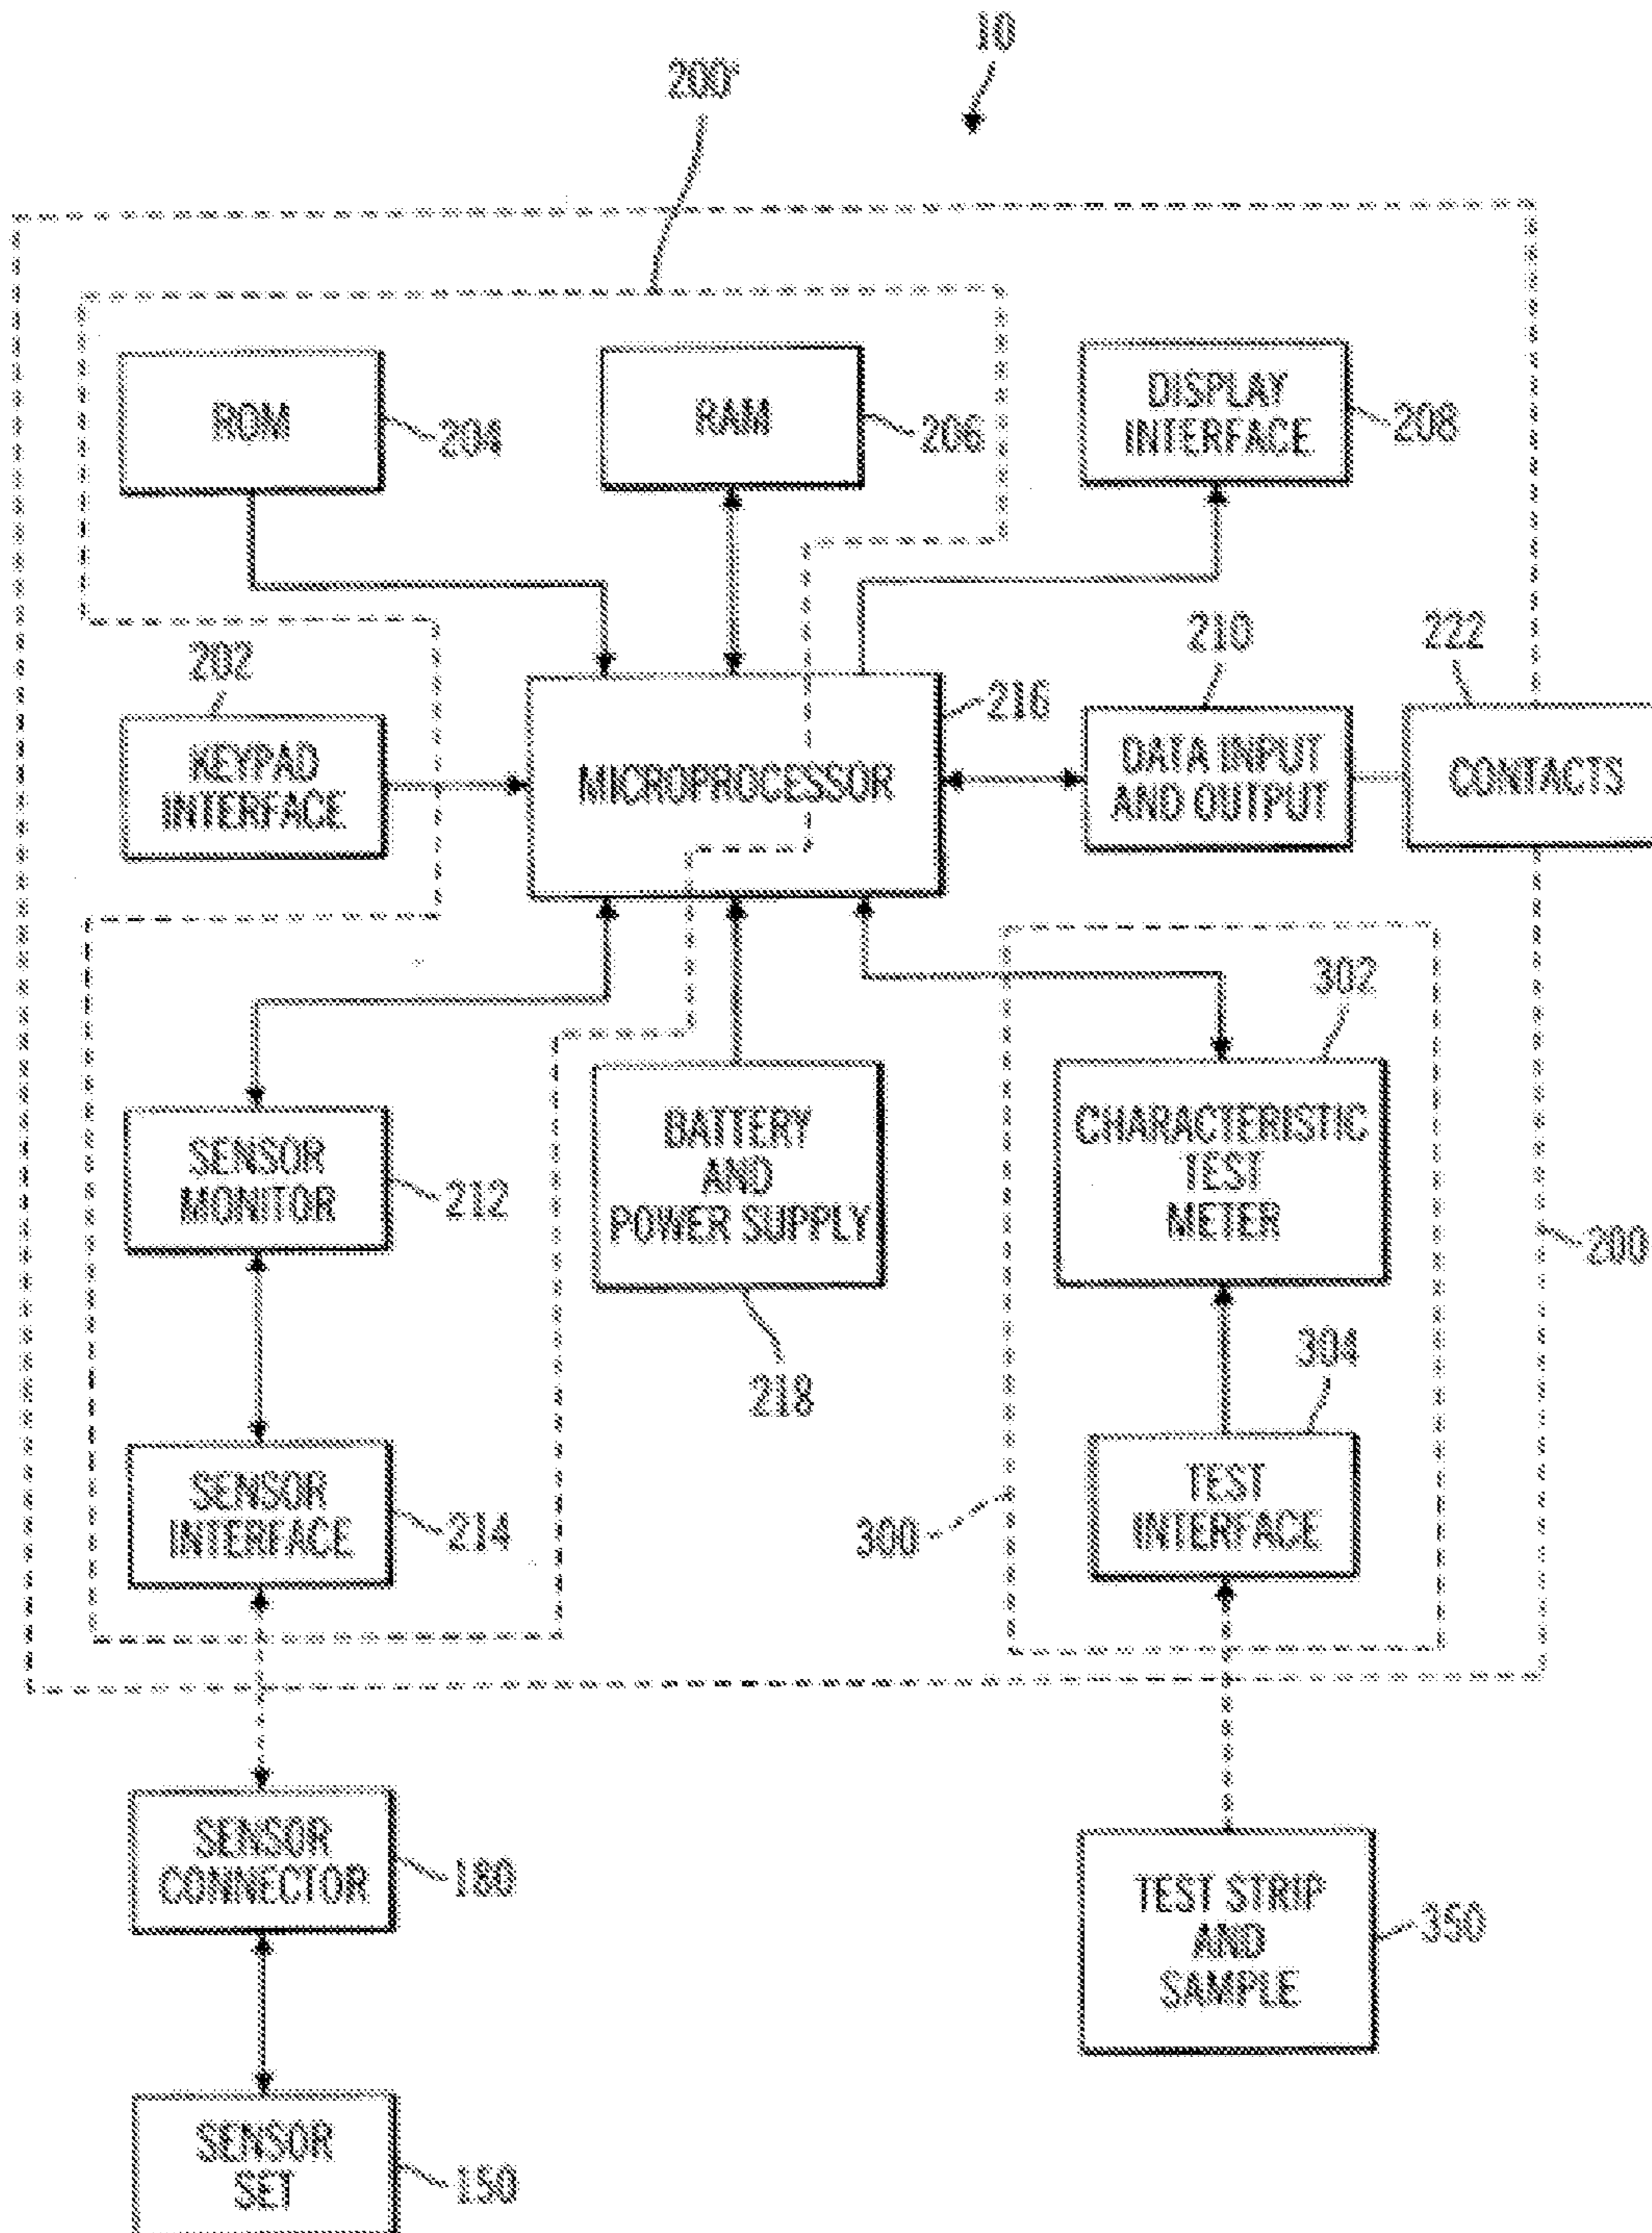 10
200'
ROM
204
RAM
206
DISPLAY
INTERFACE
208
202
KEYPAD
INTERFACE
MICROPROCESSOR
216
210
DATA INPUT
AND OUTPUT
222
CONTACTS
SENSOR
MONITOR
212
BATTERY
AND
POWER SUPPLY
218
302
CHARACTERISTIC
TEST
METER
200
SENSOR
INTERFACE
214
300
304
TEST
INTERFACE
SENSOR
CONNECTOR
180
TEST STRIP
AND
SAMPLE
350
SENSOR
SET
150